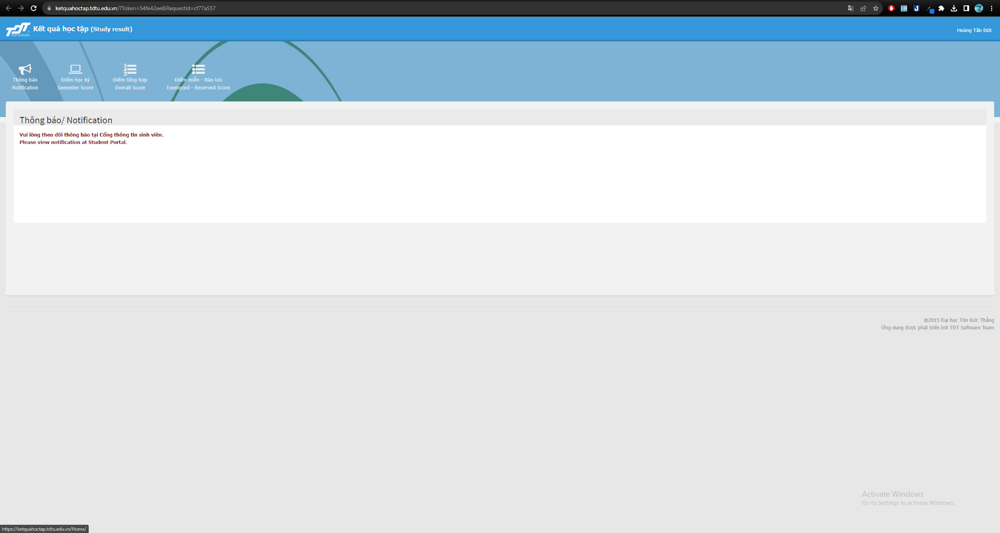 ketquahoctap.tdtu.edu.vn/?Token=54fe42ee&RequestId=cf77a557
TDT Kết quả học tập (Study result)
Hoàng Tấn Đức
Thông báo
Notification
Điểm học kỳ
Semester Score
1
2
3
Điểm tổng hợp
Overall Score
Điểm miễn - Bảo lưu
Exempted - Reserved Score
Thông báo/ Notification
Vui lòng theo dõi thông báo tại Cổng thông tin sinh viên.
Please view notification at Student Portal.
@2015 Đại học Tôn Đức Thắng
Ứng dụng được phát triển bởi TĐT Software Team
Activate Windows
Go to Settings to activate Windows.
https://ketquahoctap.tdtu.edu.vn/Home/